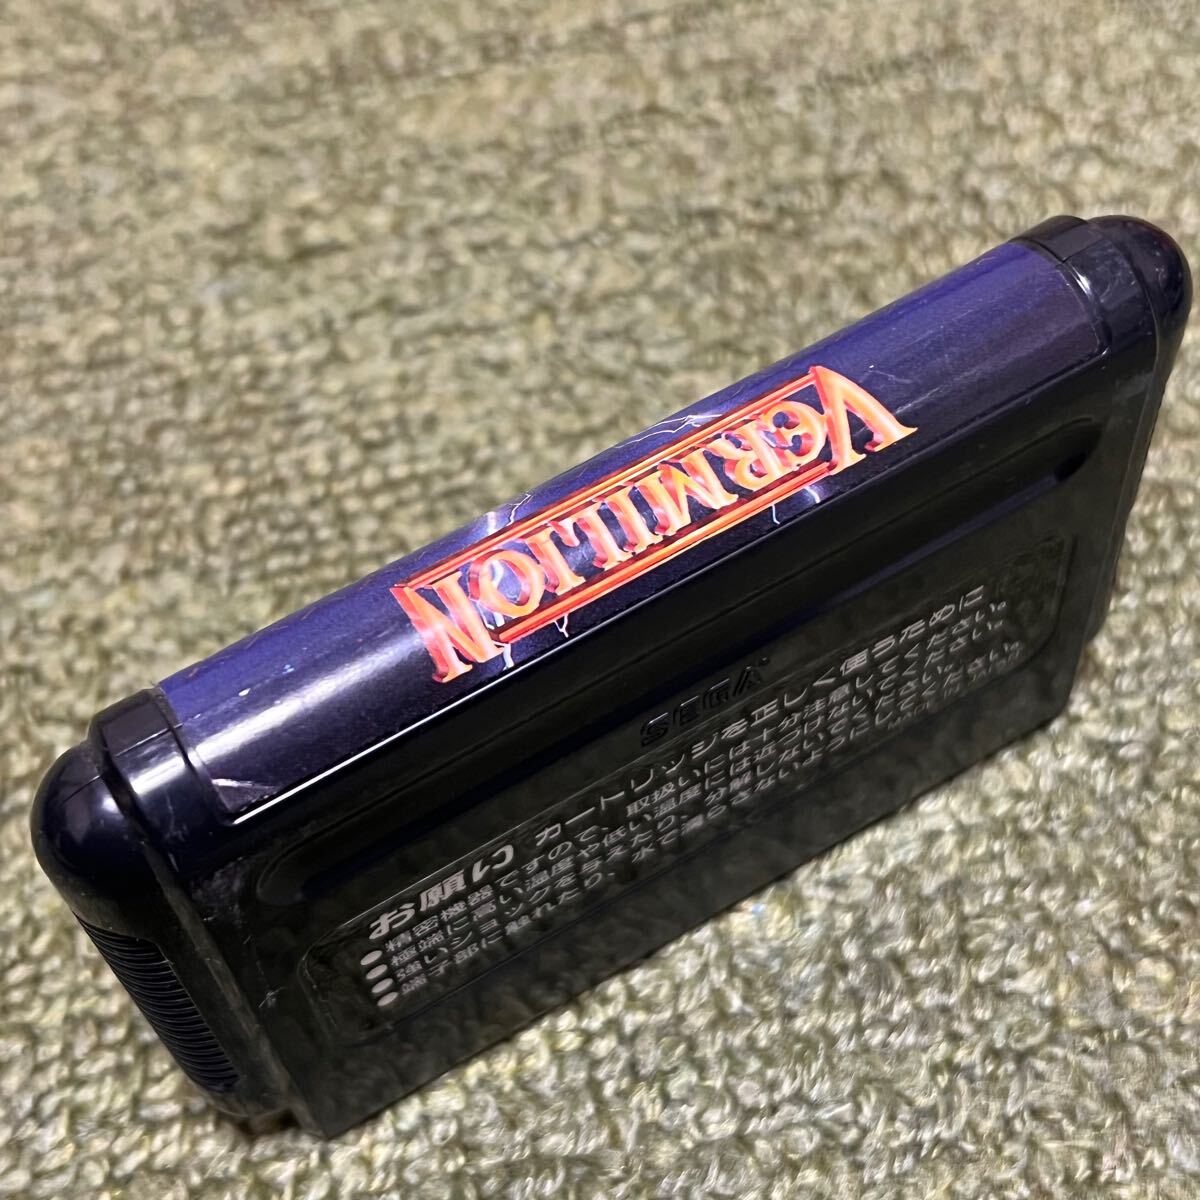 VERMILION
SEGA
お願い カートレッジを正しく使うために
●精密機器ですので、取扱いには十分注意してください。
●極端に高い温度や低い温度には近づけないでください。
●強いショックを与えたり、分解しないでください。
●端子部に触れたり、水で濡らさないようにしてください。